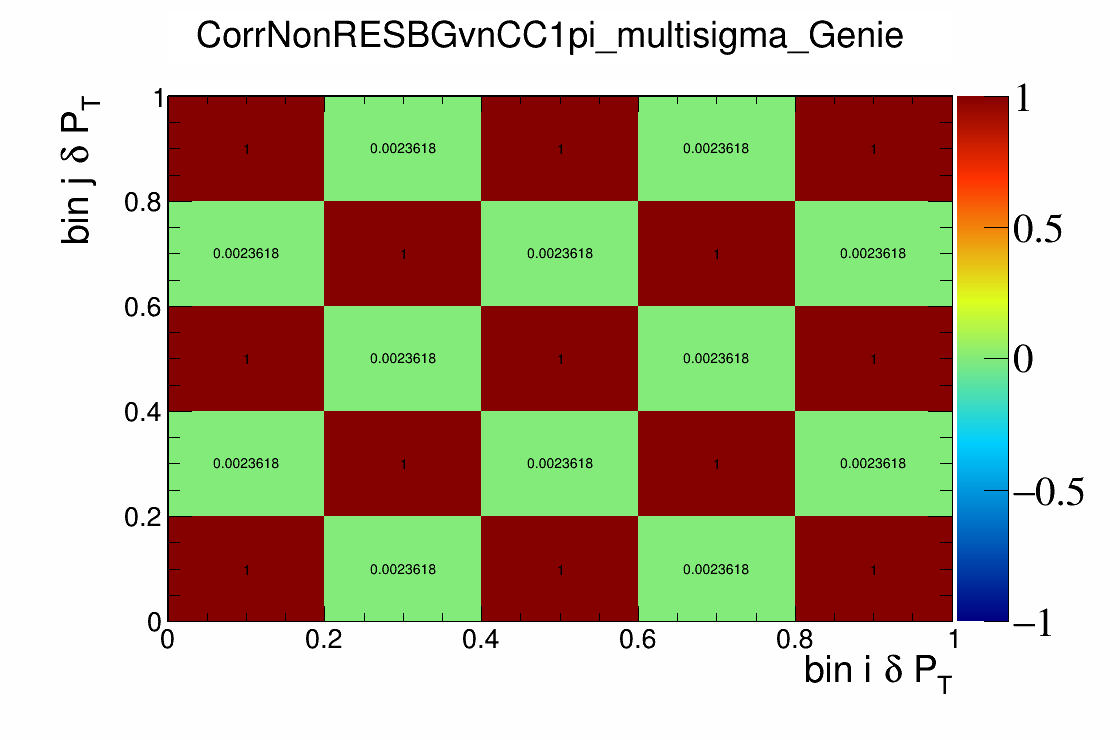 CorrNonRESBGvnCC1pi_multisigma_Genie
bin j δ P_T
1
0.8
0.6
0.4
0.2
0
1 0.0023618 1 0.0023618 1
0.0023618 1 0.0023618 1 0.0023618
1 0.0023618 1 0.0023618 1
0.0023618 1 0.0023618 1 0.0023618
1 0.0023618 1 0.0023618 1
0 0.2 0.4 0.6 0.8 1
bin i δ P_T
1
0.5
0
−0.5
−1